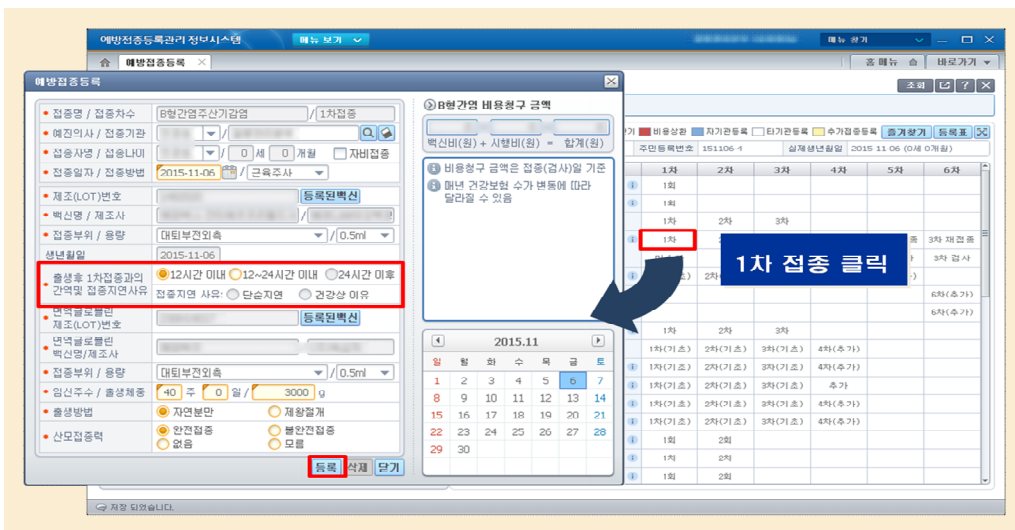 예방접종등록관리 정보시스템
메뉴 보기
메뉴 찾기
예방접종등록
홈 메뉴
바로가기
예방접종등록
조회
접종명 / 접종차수
B형간염주산기감염 / 1차접종
예진의사 / 접종기관
접종자명 / 접종나이
/ 0 세 0 개월 자비접종
접종일자 / 접종방법
2015-11-06 / 근육주사
제조(LOT)번호
등록된백신
백신명 / 제조사
접종부위 / 용량
대퇴부전외측 / 0.5ml
생년월일
2015-11-06
출생후 1차접종과의
간역및 접종지연사유
12시간 이내 12~24시간 이내 24시간 이후
접종지연 사유: 단순지연 건강상 이유
면역글로불린
제조(LOT)번호
등록된백신
면역글로불린
백신명/제조사
접종부위 / 용량
대퇴부전외측 / 0.5ml
임신주수 / 출생체중
40 주 0 일 / 3000 g
출생방법
자연분만 제왕절개
산모접종력
완전접종 불완전접종
없음 모름
등록 삭제 닫기
B형간염 비용청구 금액
백신비(원) + 시행비(원) = 합계(원)
비용청구 금액은 접종(검사)일 기준
매년 건강보험 수가 변동에 따라
달라질 수 있음
2015.11
일 월 화 수 목 금 토
1 2 3 4 5 6 7
8 9 10 11 12 13 14
15 16 17 18 19 20 21
22 23 24 25 26 27 28
29 30
비용상환 자기관등록 타기관등록 추가접종등록 즐겨찾기 등록표
주민등록번호 151106-4 실제생년월일 2015-11-06 (0세 0개월)
1차 2차 3차 4차 5차 6차
1회
1회
1차 2차 3차
1차
3차 재접종
3차 검사
6차(추가)
6차(추가)
1차 접종 클릭
1차 2차 3차
1차(기초) 2차(기초) 3차(기초) 4차(추가)
1차(기초) 2차(기초) 3차(기초) 4차(추가)
1차(기초) 2차(기초) 3차(기초) 추가
1차(기초) 2차(기초) 3차(기초) 4차(추가)
1차(기초) 2차(기초) 3차(기초) 4차(추가)
1회 2회
1차 2차
1회 2회
저장 되었습니다.